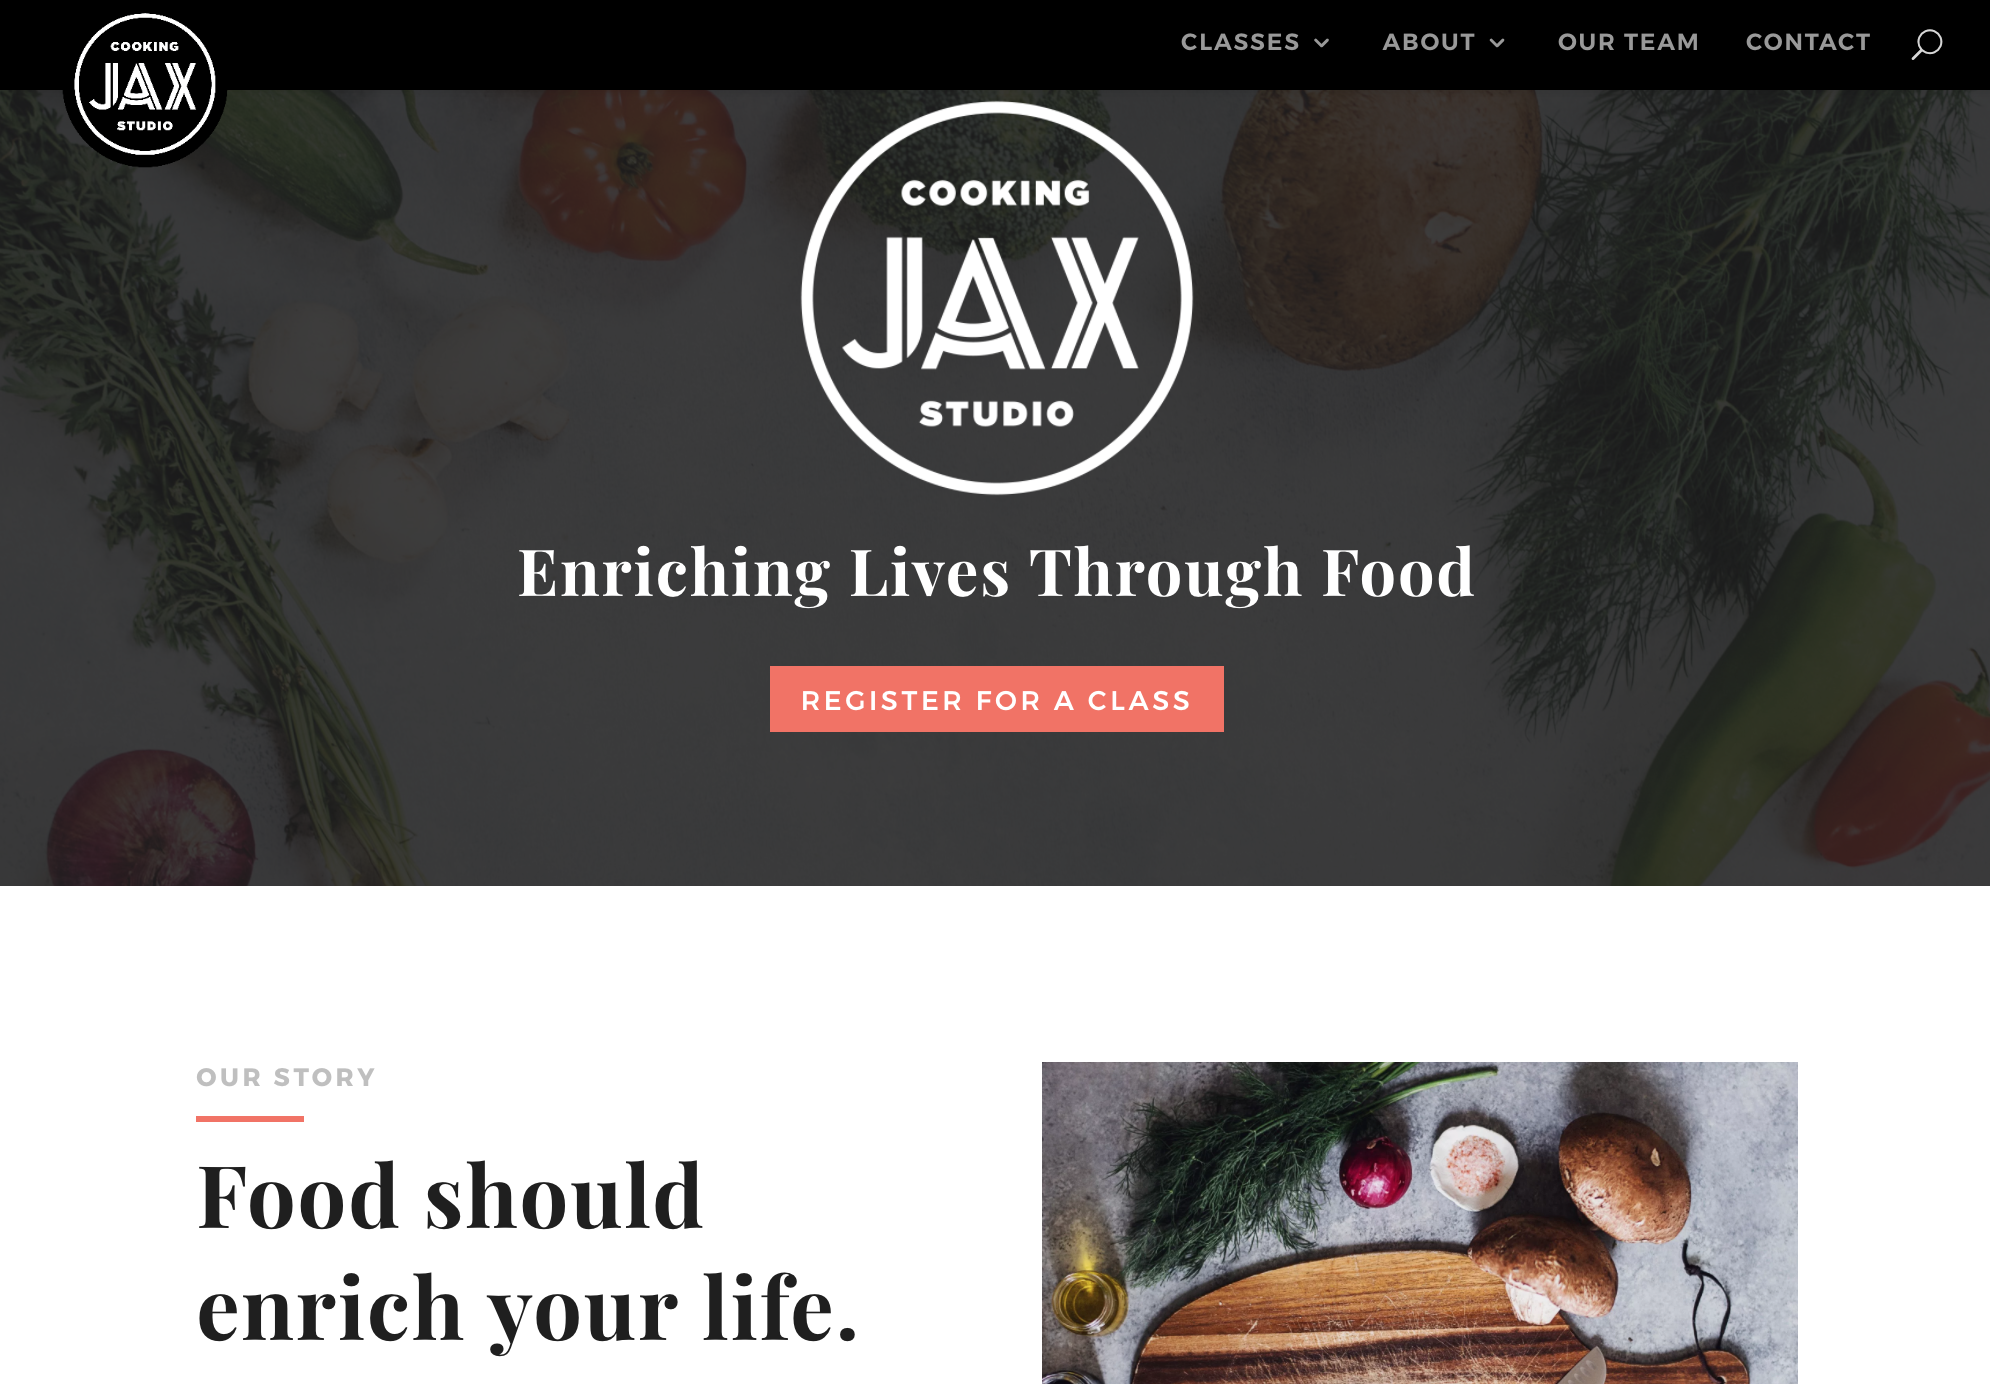 COOKING
JAX
STUDIO
CLASSES
ABOUT
OUR TEAM
CONTACT
COOKING
JAX
STUDIO
Enriching Lives Through Food
REGISTER FOR A CLASS
OUR STORY
Food should
enrich your life.